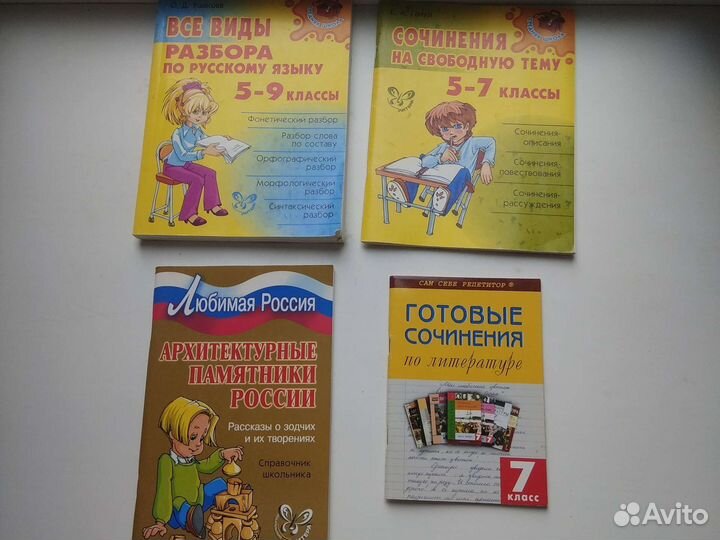 О. Д. Ушакова
ВСЕ ВИДЫ
РАЗБОРА
ПО РУССКОМУ ЯЗЫКУ
5-9 КЛАССЫ
Фонетический разбор
Разбор слова
по составу
Орфографический
разбор
Морфологический
разбор
Синтаксический
разбор
СОЧИНЕНИЯ
НА СВОБОДНУЮ ТЕМУ
5-7 КЛАССЫ
Сочинения-
описания
Сочинения-
повествования
Сочинения-
рассуждения
Любимая Россия
АРХИТЕКТУРНЫЕ
ПАМЯТНИКИ
РОССИИ
Рассказы о зодчих
и их творениях
Справочник
школьника
САМ СЕБЕ РЕПЕТИТОР®
ГОТОВЫЕ
СОЧИНЕНИЯ
по литературе
7
класс
Avito